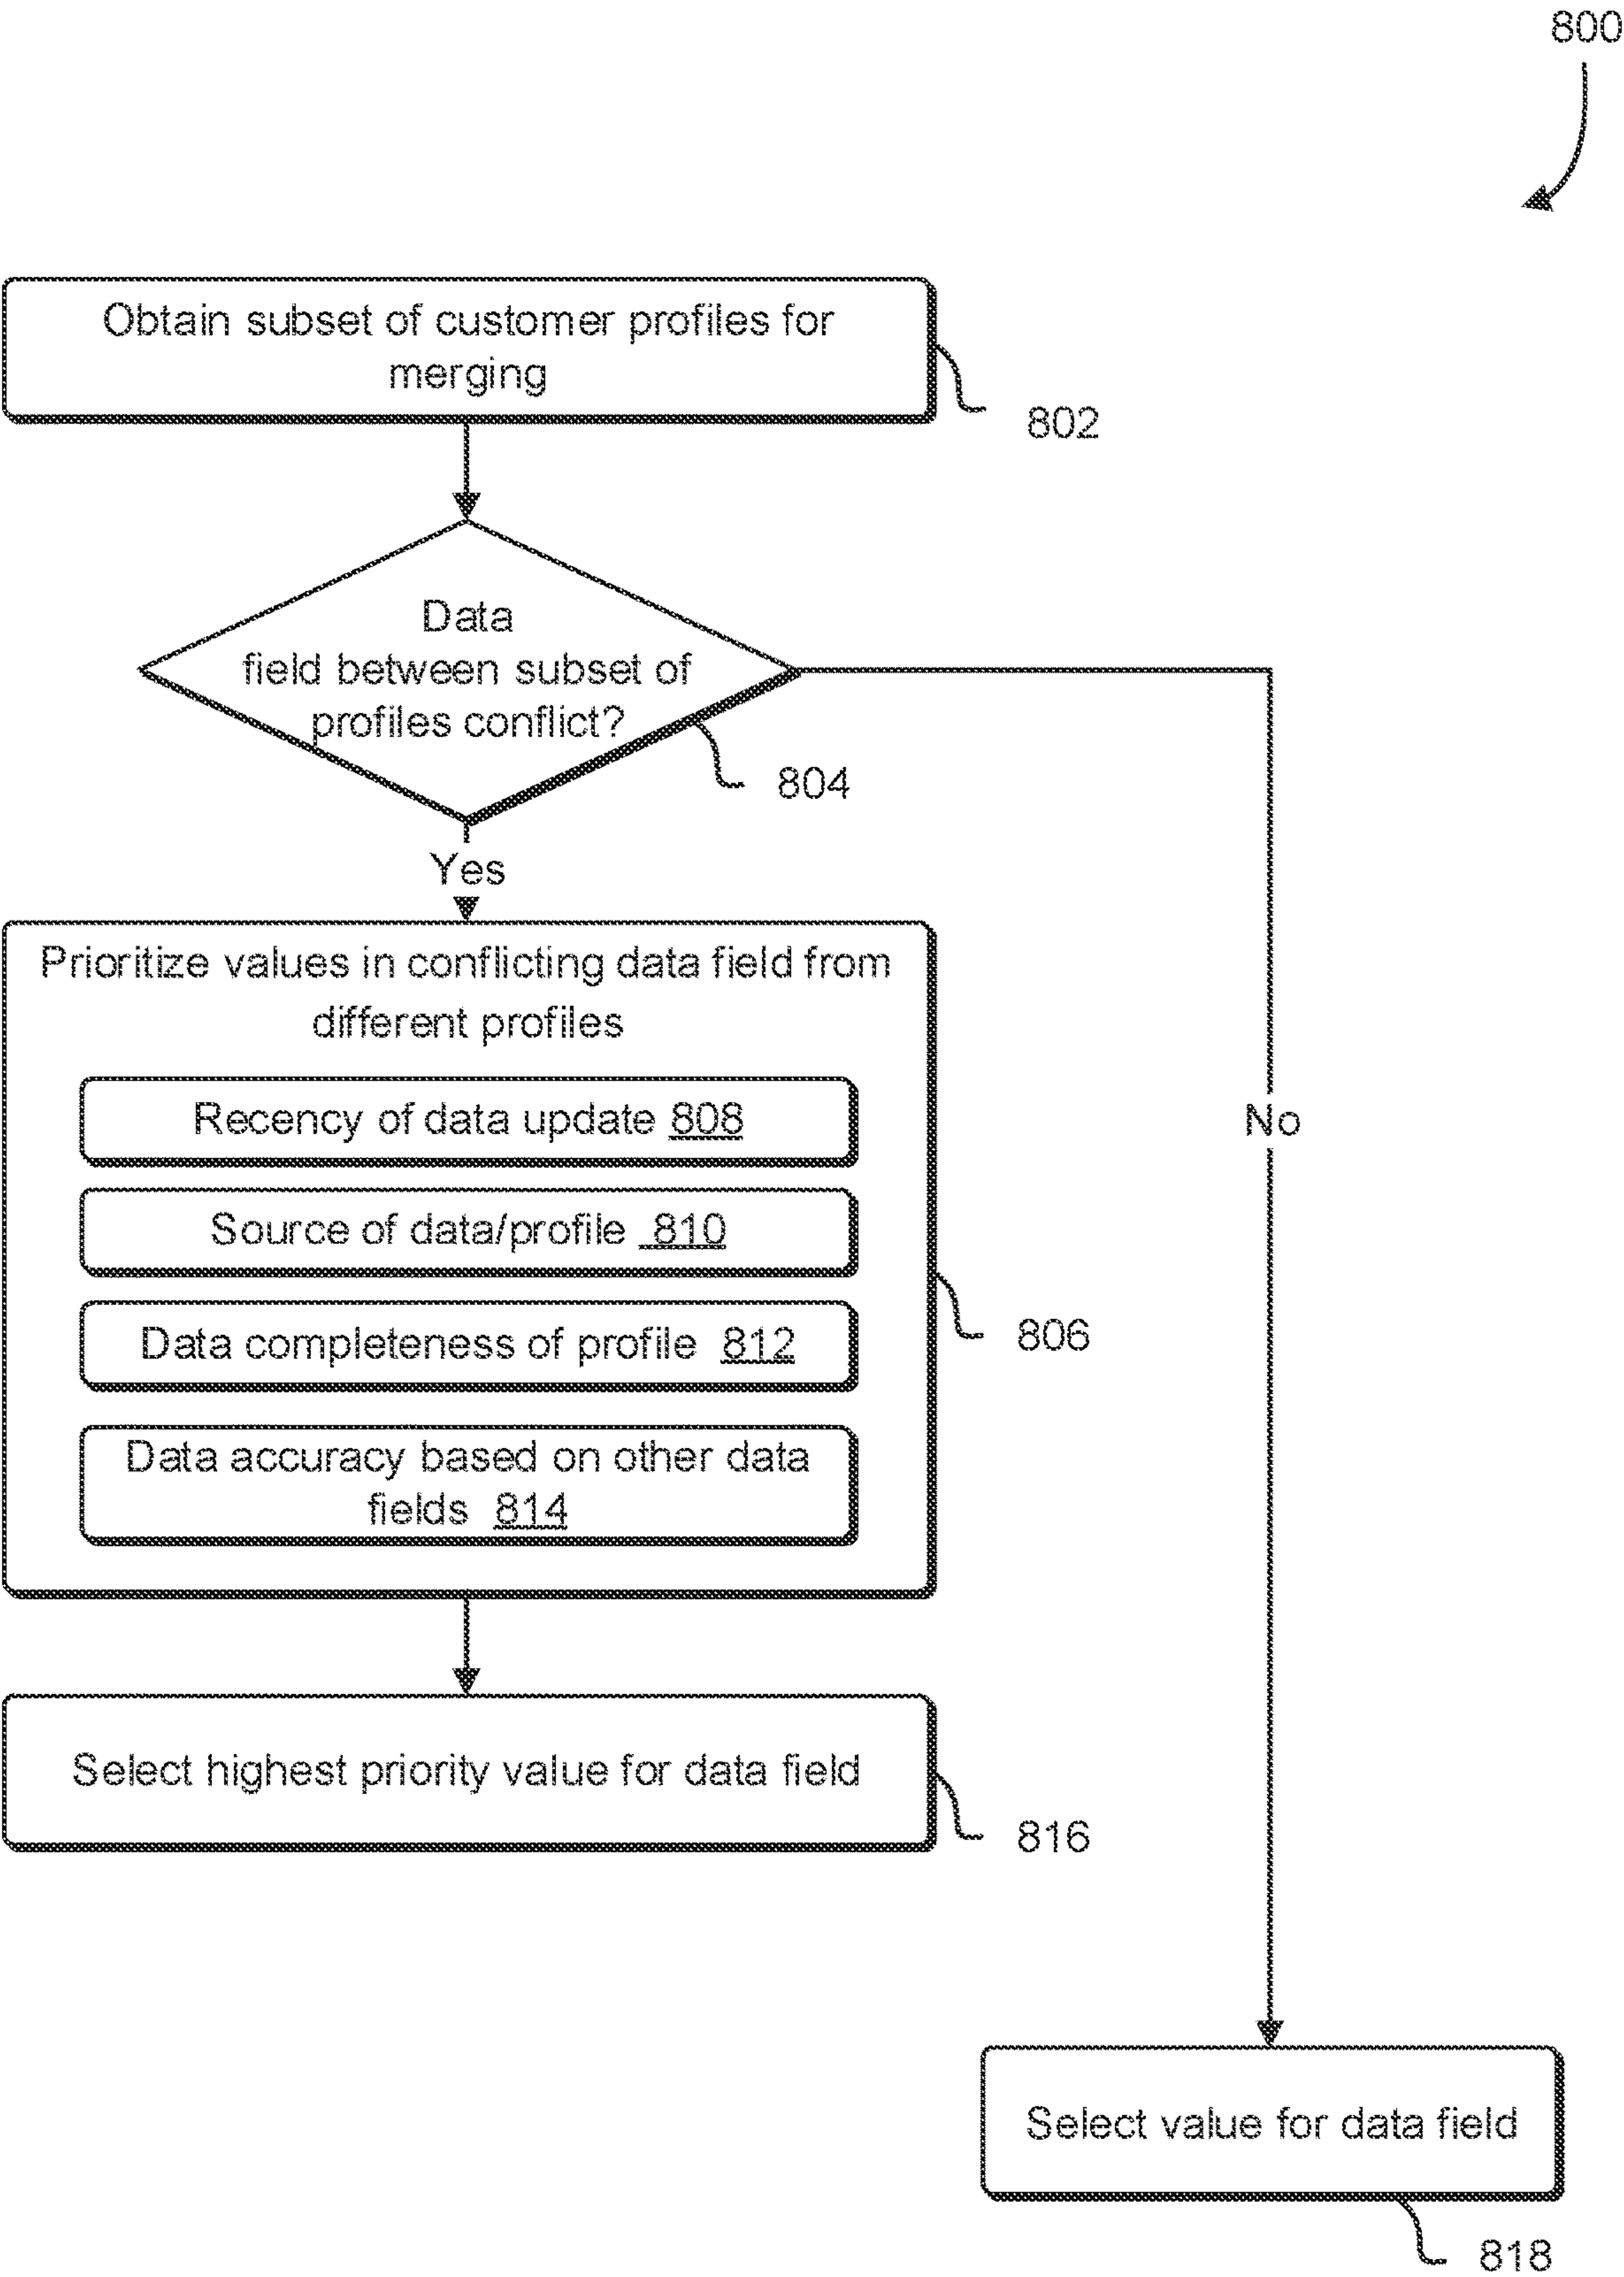 800
Obtain subset of customer profiles for
merging
802
Data
field between subset of
profiles conflict?
804
Yes
Prioritize values in conflicting data field from
different profiles
Recency of data update 808
No
Source of data/profile 810
Data completeness of profile 812
806
Data accuracy based on other data
fields 814
Select highest priority value for data field
816
Select value for data field
818